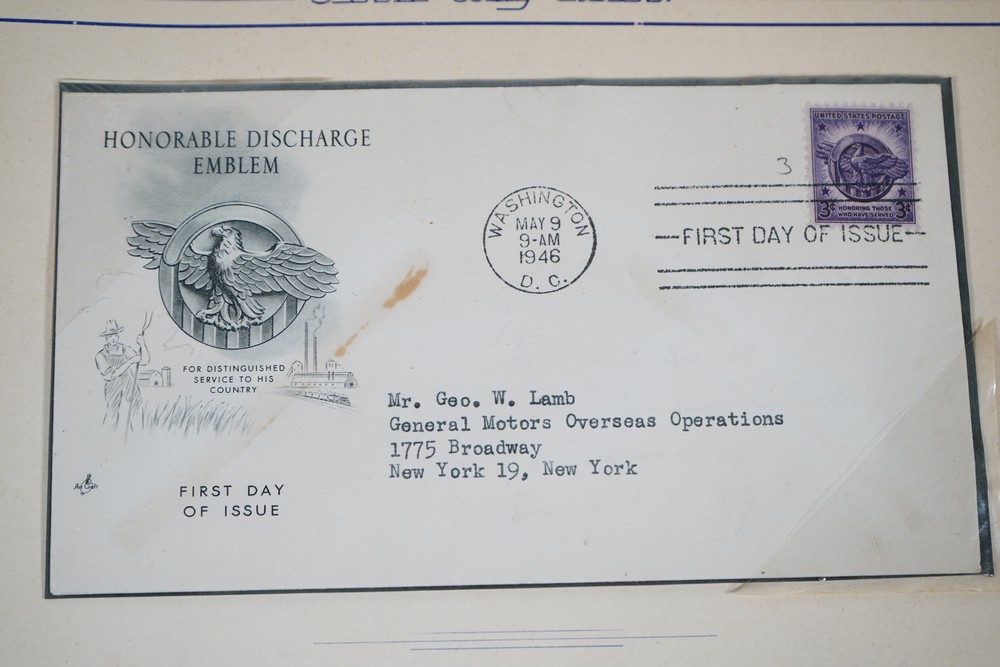 HONORABLE DISCHARGE
EMBLEM
FOR DISTINGUISHED
SERVICE TO HIS
COUNTRY
FIRST DAY
OF ISSUE
WASHINGTON
MAY 9
9-AM
1946
D. C.
3
UNITED STATES POSTAGE
3¢ HONORING THOSE 3¢
WHO HAVE SERVED
FIRST DAY OF ISSUE
Mr. Geo. W. Lamb
General Motors Overseas Operations
1775 Broadway
New York 19, New York